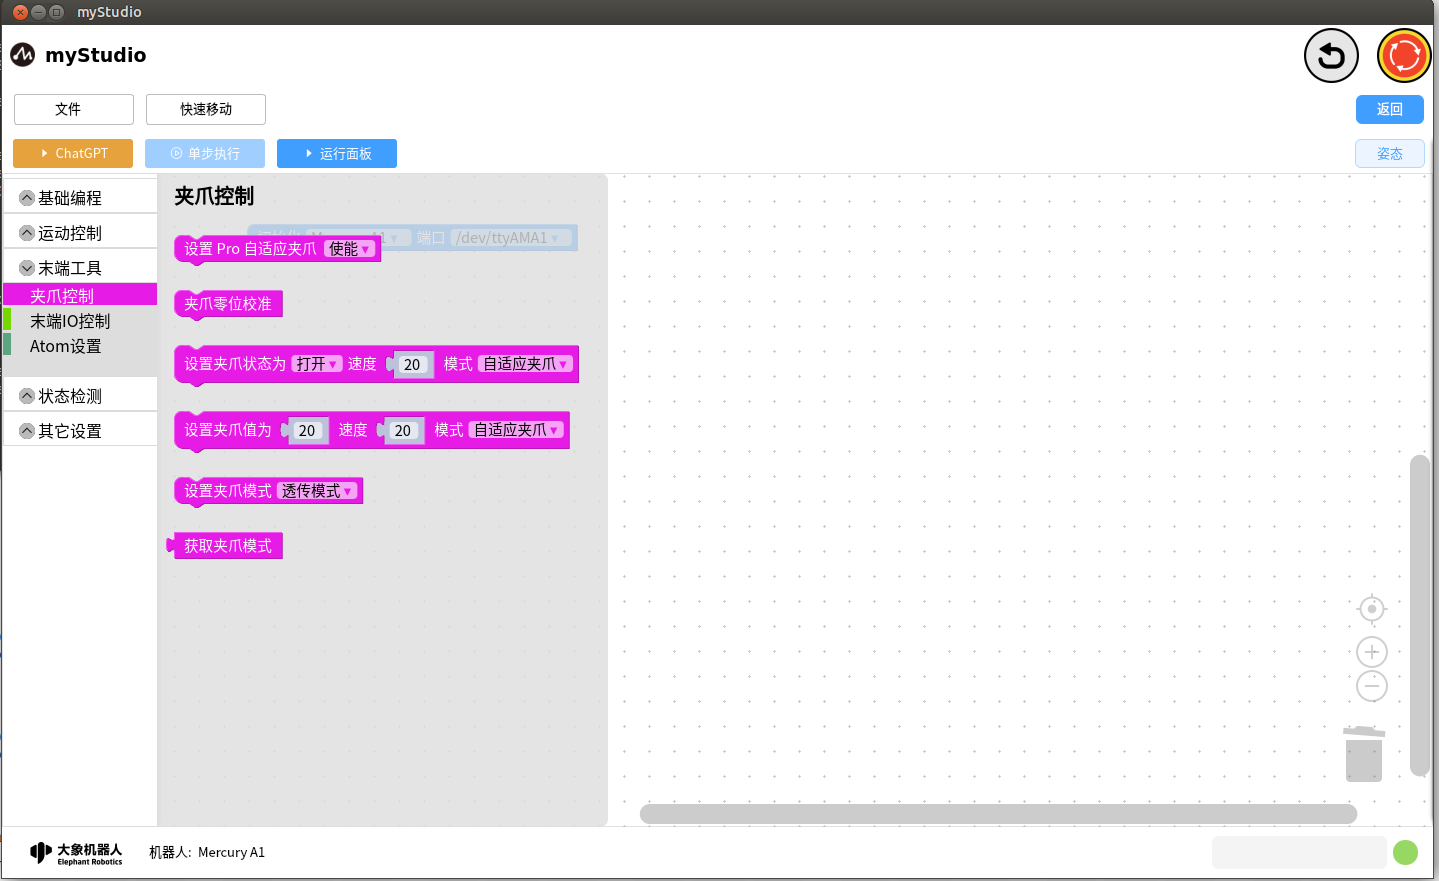 myStudio
myStudio
文件 快速移动 返回
ChatGPT 单步执行 运行面板 姿态
基础编程
运动控制
末端工具
夹爪控制
末端IO控制
Atom设置
状态检测
其它设置
夹爪控制
端口 /dev/ttyAMA1
设置 Pro 自适应夹爪 使能
夹爪零位校准
设置夹爪状态为 打开 速度 20 模式 自适应夹爪
设置夹爪值为 20 速度 20 模式 自适应夹爪
设置夹爪模式 透传模式
获取夹爪模式
大象机器人
Elephant Robotics
机器人: Mercury A1